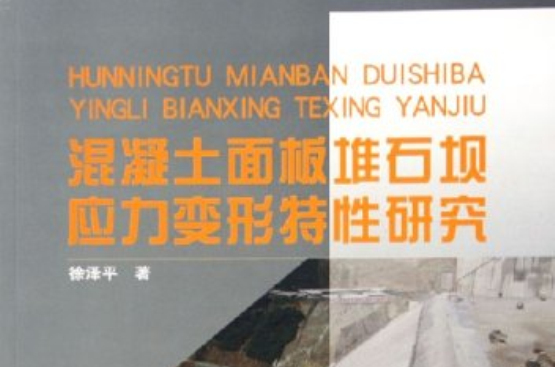 HUNNINGTU MIANBAN DUISHIBA
YINGLI BIANXING TEXING YANJIU
混凝土面板堆石坝
应力变形特性研究
徐泽平 著